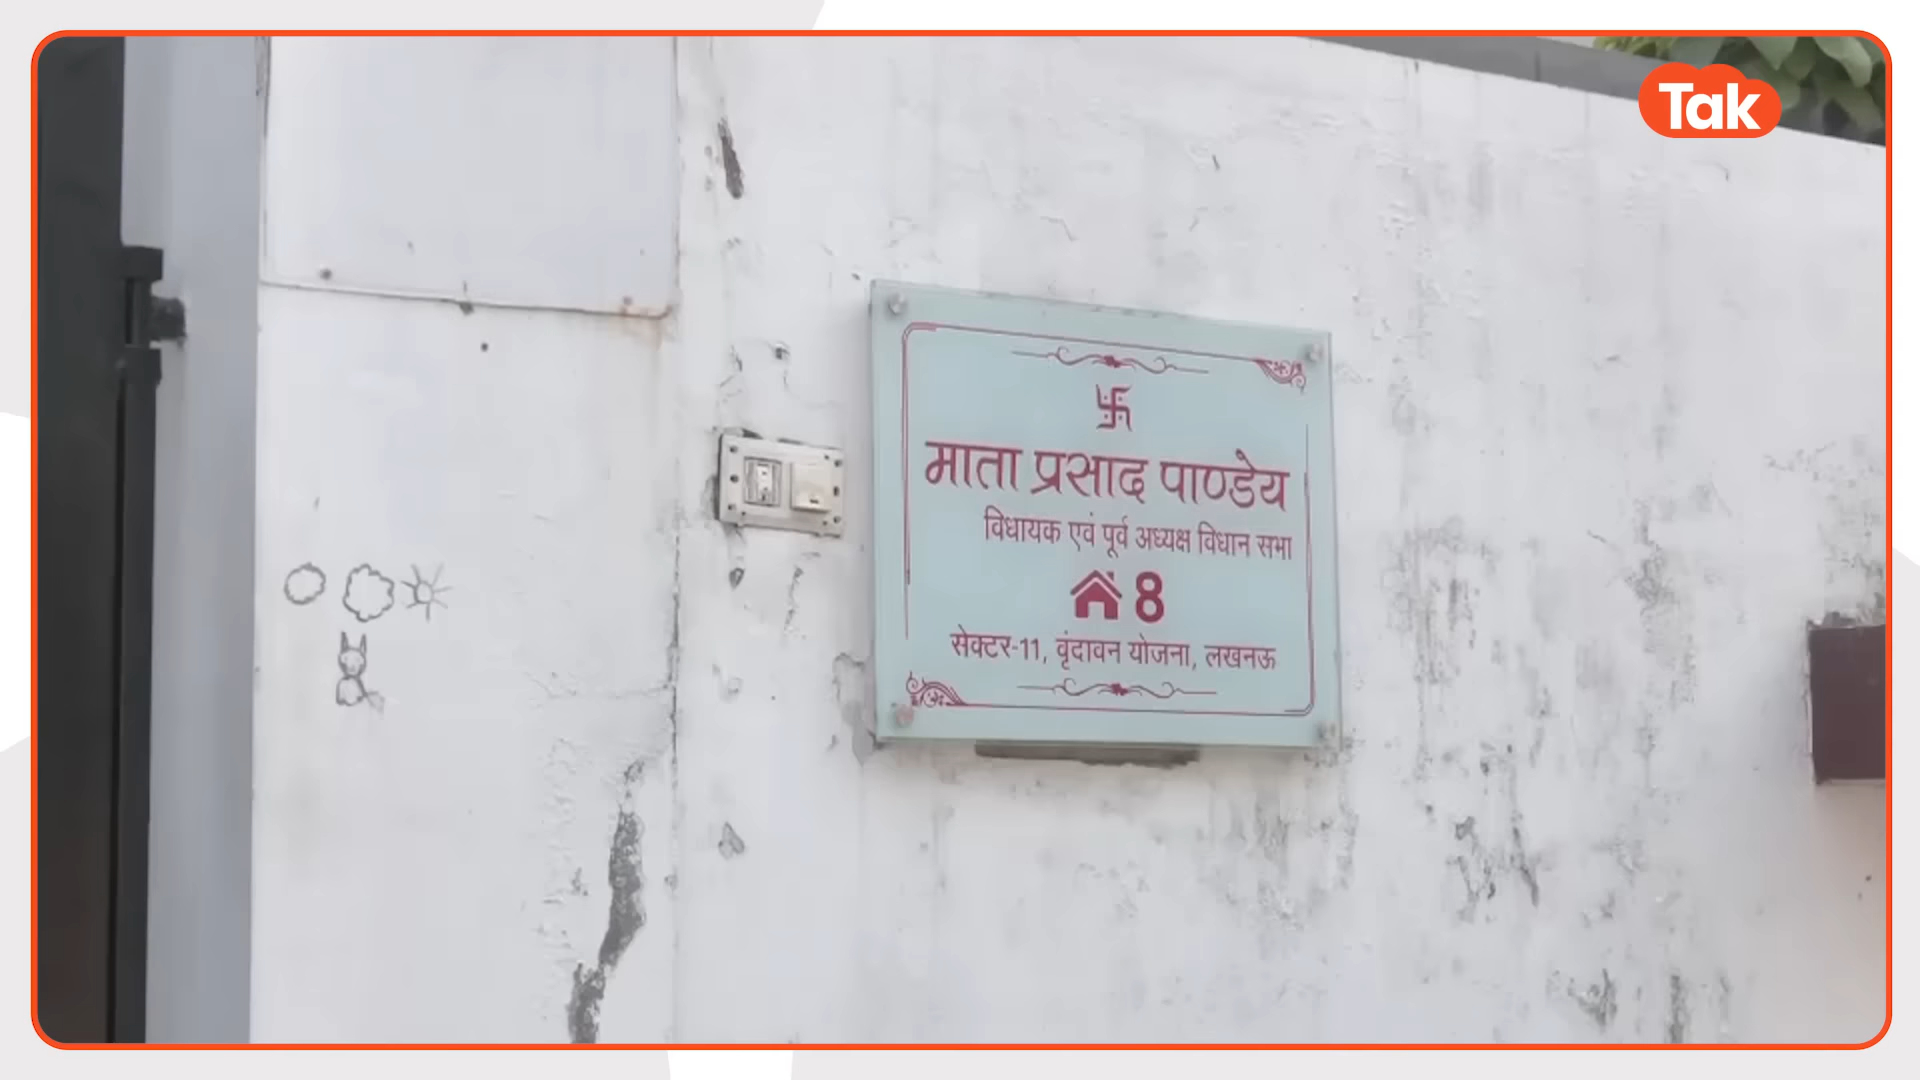 Tak
माता प्रसाद पाण्डेय
विधायक एवं पूर्व अध्यक्ष विधान सभा
8
सेक्टर-11, वृंदावन योजना, लखनऊ